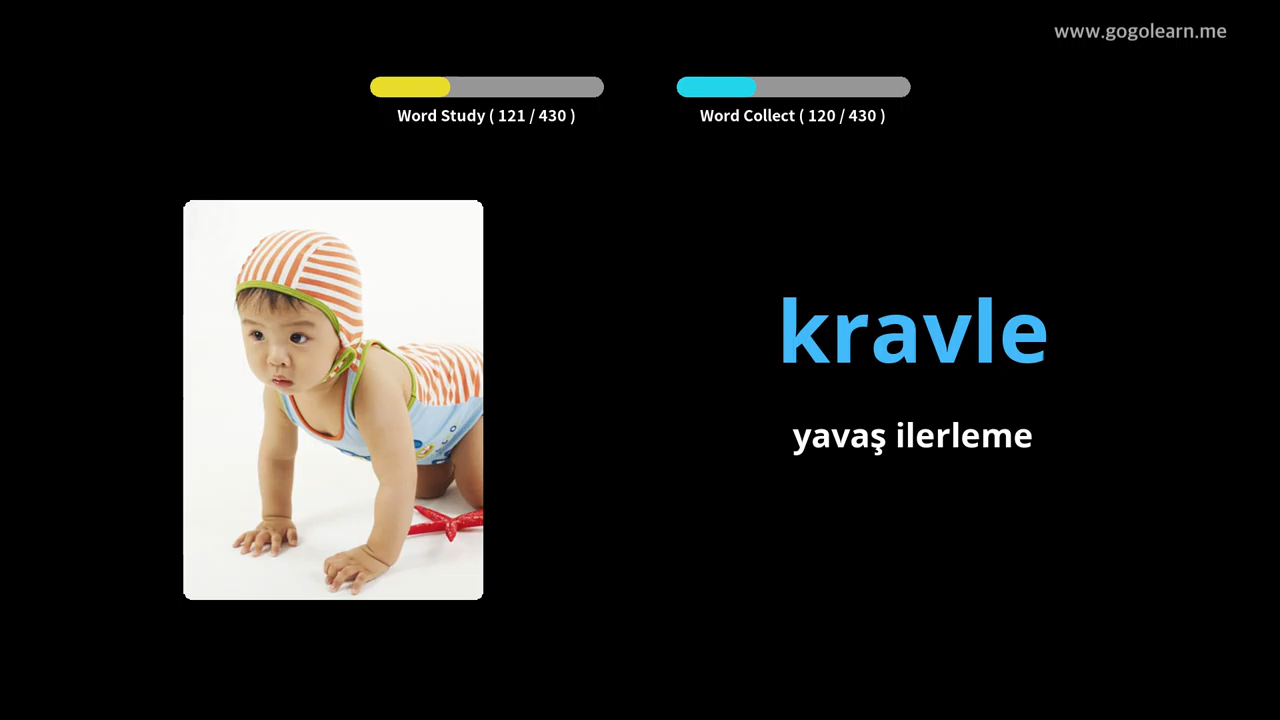 www.gogolearn.me
Word Study ( 121 / 430 )
Word Collect ( 120 / 430 )
kravle
yavaş ilerleme